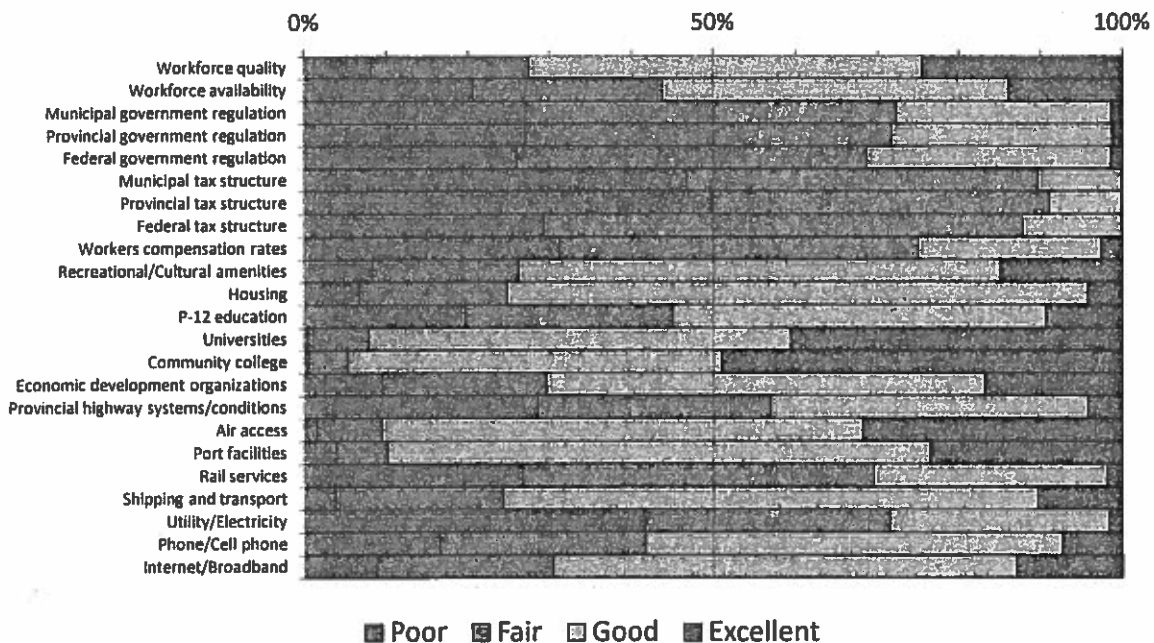 0% 50% 100%
Workforce quality
Workforce availability
Municipal government regulation
Provincial government regulation
Federal government regulation
Municipal tax structure
Provincial tax structure
Federal tax structure
Workers compensation rates
Recreational/Cultural amenities
Housing
P-12 education
Universities
Community college
Economic development organizations
Provincial highway systems/conditions
Air access
Port facilities
Rail services
Shipping and transport
Utility/Electricity
Phone/Cell phone
Internet/Broadband
Poor Fair Good Excellent